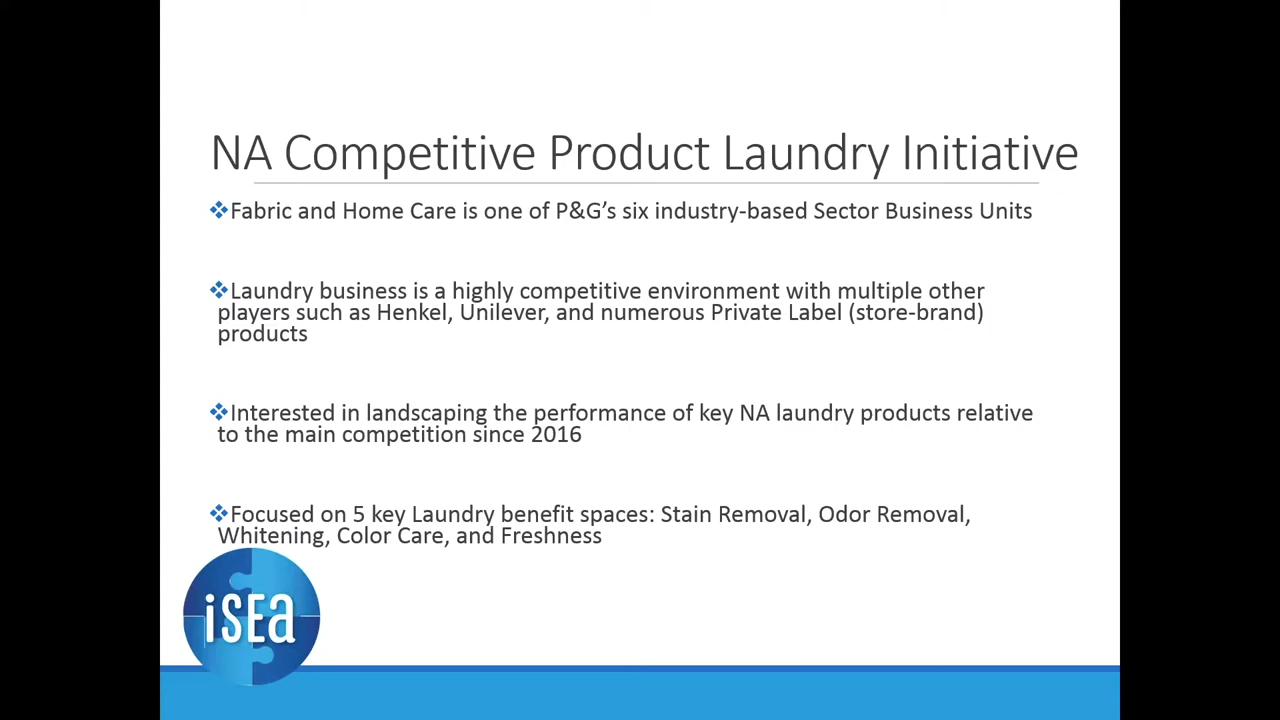 NA Competitive Product Laundry Initiative
❖Fabric and Home Care is one of P&G’s six industry-based Sector Business Units
❖Laundry business is a highly competitive environment with multiple other
players such as Henkel, Unilever, and numerous Private Label (store-brand)
products
❖Interested in landscaping the performance of key NA laundry products relative
to the main competition since 2016
❖Focused on 5 key Laundry benefit spaces: Stain Removal, Odor Removal,
Whitening, Color Care, and Freshness
iSEa